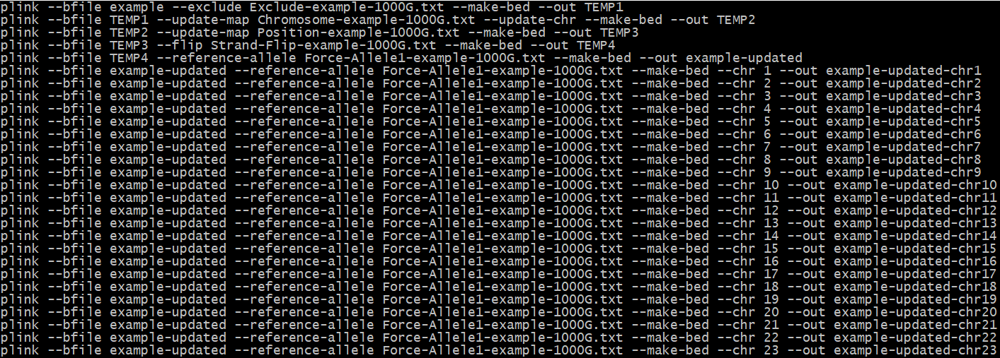 plink --bfile example --exclude Exclude-example-1000G.txt --make-bed --out TEMP1
plink --bfile TEMP1 --update-map Chromosome-example-1000G.txt --update-chr --make-bed --out TEMP2
plink --bfile TEMP2 --update-map Position-example-1000G.txt --make-bed --out TEMP3
plink --bfile TEMP3 --flip Strand-Flip-example-1000G.txt --make-bed --out TEMP4
plink --bfile TEMP4 --reference-allele Force-Allele1-example-1000G.txt --make-bed --out example-updated
plink --bfile example-updated --reference-allele Force-Allele1-example-1000G.txt --make-bed --chr 1 --out example-updated-chr1
plink --bfile example-updated --reference-allele Force-Allele1-example-1000G.txt --make-bed --chr 2 --out example-updated-chr2
plink --bfile example-updated --reference-allele Force-Allele1-example-1000G.txt --make-bed --chr 3 --out example-updated-chr3
plink --bfile example-updated --reference-allele Force-Allele1-example-1000G.txt --make-bed --chr 4 --out example-updated-chr4
plink --bfile example-updated --reference-allele Force-Allele1-example-1000G.txt --make-bed --chr 5 --out example-updated-chr5
plink --bfile example-updated --reference-allele Force-Allele1-example-1000G.txt --make-bed --chr 6 --out example-updated-chr6
plink --bfile example-updated --reference-allele Force-Allele1-example-1000G.txt --make-bed --chr 7 --out example-updated-chr7
plink --bfile example-updated --reference-allele Force-Allele1-example-1000G.txt --make-bed --chr 8 --out example-updated-chr8
plink --bfile example-updated --reference-allele Force-Allele1-example-1000G.txt --make-bed --chr 9 --out example-updated-chr9
plink --bfile example-updated --reference-allele Force-Allele1-example-1000G.txt --make-bed --chr 10 --out example-updated-chr10
plink --bfile example-updated --reference-allele Force-Allele1-example-1000G.txt --make-bed --chr 11 --out example-updated-chr11
plink --bfile example-updated --reference-allele Force-Allele1-example-1000G.txt --make-bed --chr 12 --out example-updated-chr12
plink --bfile example-updated --reference-allele Force-Allele1-example-1000G.txt --make-bed --chr 13 --out example-updated-chr13
plink --bfile example-updated --reference-allele Force-Allele1-example-1000G.txt --make-bed --chr 14 --out example-updated-chr14
plink --bfile example-updated --reference-allele Force-Allele1-example-1000G.txt --make-bed --chr 15 --out example-updated-chr15
plink --bfile example-updated --reference-allele Force-Allele1-example-1000G.txt --make-bed --chr 16 --out example-updated-chr16
plink --bfile example-updated --reference-allele Force-Allele1-example-1000G.txt --make-bed --chr 17 --out example-updated-chr17
plink --bfile example-updated --reference-allele Force-Allele1-example-1000G.txt --make-bed --chr 18 --out example-updated-chr18
plink --bfile example-updated --reference-allele Force-Allele1-example-1000G.txt --make-bed --chr 19 --out example-updated-chr19
plink --bfile example-updated --reference-allele Force-Allele1-example-1000G.txt --make-bed --chr 20 --out example-updated-chr20
plink --bfile example-updated --reference-allele Force-Allele1-example-1000G.txt --make-bed --chr 21 --out example-updated-chr21
plink --bfile example-updated --reference-allele Force-Allele1-example-1000G.txt --make-bed --chr 22 --out example-updated-chr22
plink --bfile example-updated --reference-allele Force-Allele1-example-1000G.txt --make-bed --chr 23 --out example-updated-chr23